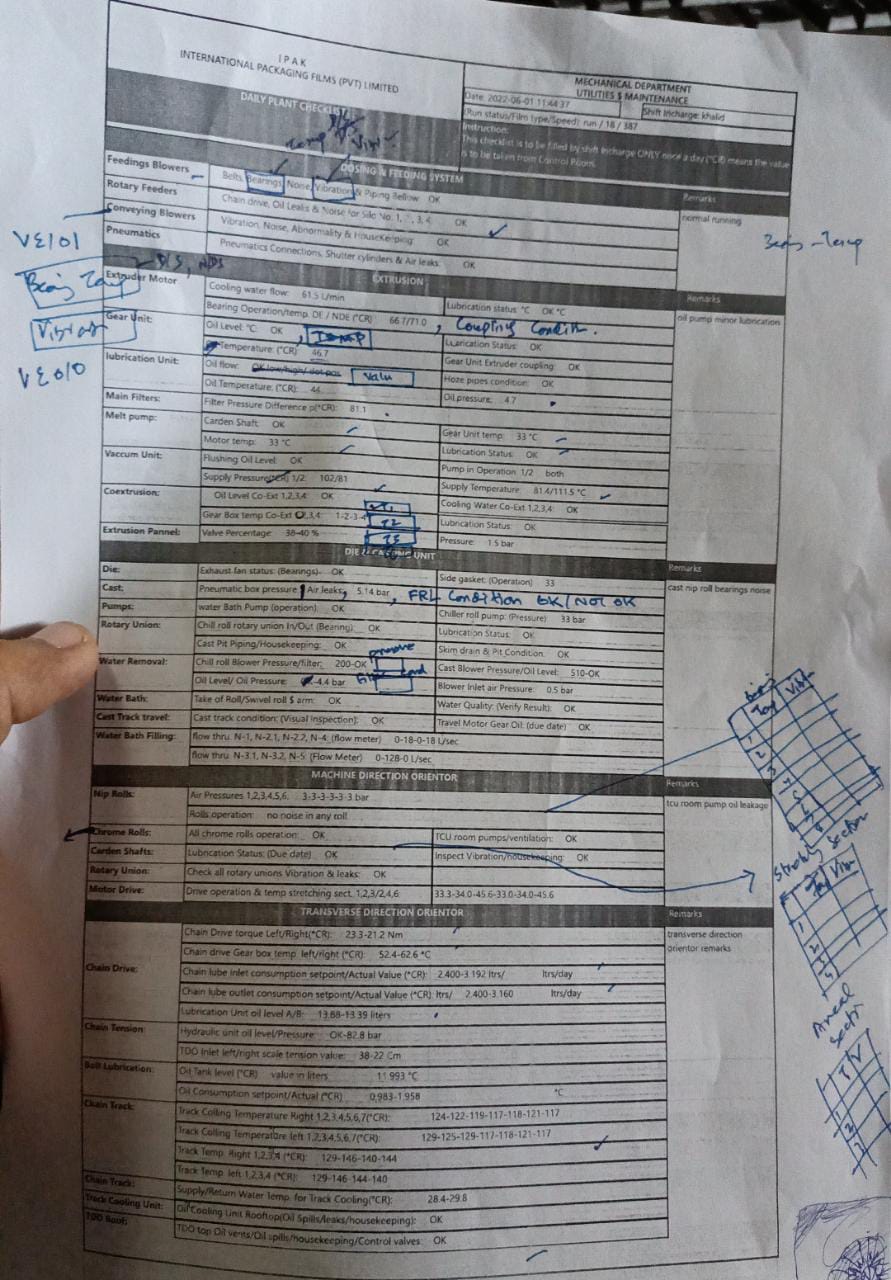 IPAK
INTERNATIONAL PACKAGING FILMS (PVT) LIMITED
MECHANICAL DEPARTMENT
UTILITIES $ MAINTENANCE
DAILY PLANT CHECKLIST
Date: 2022-06-01 11:44:37
Shift Incharge: khalid
(Run status/Film type/Speed): run / 18 / 387
Instruction:
This checklist is to be filled by shift incharge ONLY once a day (°CR) means the value
is to be taken from Control Room.
Temp
Vibr
DOSING & FEEDING SYSTEM
Remarks
Feedings Blowers
Belts, Bearings, Noise, Vibration & Piping Bellow OK
normal running
Rotary Feeders
Chain drive, Oil Leaks & Noise for Silo No. 1, , 3, 4 OK
Conveying Blowers
Vibration, Noise, Abnormality & HouseKeeping: OK
Pneumatics
Pneumatics Connections, Shutter cylinders & Air leaks: OK
VE101
Temp
D/S, NDS
EXTRUSION
Remarks
Extruder Motor
Cooling water flow: 61.5 L/min
Lubrication status: °C OK °C
oil pump minor lubrication
Bearing Operation/temp. DE / NDE (°CR) 66.7/71.0
, Coupling Condition.
Gear Unit:
Oil Level: °C: OK
, TEMP
Lubrication Status: OK
Temperature: (°CR) 46.7
Gear Unit Extruder coupling: OK
VE010
lubrication Unit:
Oil flow: OK low/high/
Valu
Hoze pipes condition: OK
Oil Temperature: (°CR) 44
Oil pressure: 4.7
Main Filters:
Filter Pressure Difference p(°CR): 81.1
Melt pump:
Carden Shaft: OK
Gear Unit temp: 33 °C
Motor temp: 33 °C
Lubrication Status: OK
Vaccum Unit:
Flushing Oil Level: OK
Pump in Operation 1/2 both
Supply Pressure(°CR) 1/2: 102/81
Supply Temperature 81.4/111.5 °C
Coextrusion:
Oil Level Co-Ext 1,2,3,4: OK
Cooling Water Co-Ext 1,2,3,4: OK
Gear Box temp Co-Ext ,3,4: 1-2-3-4
T1
T2
T3
Lubrication Status: OK
Extrusion Pannel:
Valve Percentage: 38-40 %
Pressure: 1.5 bar
DIE & CASTING UNIT
Remarks
Die:
Exhaust fan status: (Bearings) OK
Side gasket: (Operation) 33
cast nip roll bearings noise
Cast:
Pneumatic box pressure, Air leaks, 5.14 bar
, FRL Condition OK/NOT OK
Pumps:
water Bath Pump (operation): OK
Chiller roll pump: (Pressure) 33 bar
Rotary Union:
Chill roll rotary union In/Out (Bearing): OK
Lubrication Status: OK
Cast Pit Piping/Housekeeping: OK
Skim drain & Pit Condition: OK
pressure
Water Removal:
Chill roll Blower Pressure/filter: 200-OK
Cast Blower Pressure/Oil Level: 510-OK
Oil Level/ Oil Pressure: -4.4 bar
Blower Inlet air Pressure: 0.5 bar
Water Bath:
Take of Roll/Swivel roll $ arm: OK
Water Quality: (Verify Result): OK
Cast Track travel:
Cast track condition: (Visual Inspection): OK
Travel Motor Gear Oil: (due date) OK
Water Bath Filling:
flow thru. N-1, N-2.1, N-2.2, N-4: (flow meter) 0-18-0-18 L/sec
flow thru. N-3.1, N-3.2, N-5: (Flow Meter) 0-128-0 L/sec
MACHINE DIRECTION ORIENTOR
Remarks
Nip Rolls:
Air Pressures 1,2,3,4,5,6: 3-3-3-3-3-3 bar
tcu room pump oil leakage
Rolls operation: no noise in any roll
Chrome Rolls:
All chrome rolls operation: OK
TCU room pumps/ventilation: OK
Carden Shafts:
Lubrication Status: (Due date) OK
Inspect Vibration/housekeeping: OK
Rotary Union:
Check all rotary unions Vibration & leaks: OK
Motor Drive:
Drive operation & temp stretching sect. 1,2,3/2,4,6:
33.3-34.0-45.6-33.0-34.0-45.6
Section
TRANSVERSE DIRECTION ORIENTOR
Remarks
Chain Drive:
Chain Drive torque Left/Right(°CR): 23.3-21.2 Nm
transverse direction
orientor remarks
Chain drive Gear box temp. left/right (°CR): 52.4-62.6 °C
Chain lube inlet consumption setpoint/Actual Value (°CR): 2.400-3.192 ltrs/ ltrs/day
Chain lube outlet consumption setpoint/Actual Value (°CR): ltrs/ 2.400-3.160 ltrs/day
Lubrication Unit oil level A/B: 13.88-13.39 liters
Chain Tension
Hydraulic unit oil level/Pressure: OK-82.8 bar
TDO Inlet left/right scale tension value: 38-22 Cm
Bolt Lubrication:
Oil Tank level (°CR) value in liters 11.993 °C
Oil Consumption setpoint/Actual (°CR) 0.983-1.958 °C
Chain Track:
Track Colling Temperature Right 1,2,3,4,5,6,7(°CR): 124-122-119-117-118-121-117
Track Colling Temperature left 1,2,3,4,5,6,7(°CR): 129-125-129-117-118-121-117
Track Temp. Right 1,2,3,4 (°CR): 129-146-140-144
Track Temp. left 1,2,3,4 (°CR): 129-146-144-140
Chain Track:
Supply/Return Water Temp. for Track Cooling(°CR): 28.4-29.8
Track Cooling Unit:
Oil Cooling Unit Rooftop(Oil Spills/leaks/housekeeping): OK
TDO Roof:
TDO top Oil vents/Oil spills/housekeeping/Control valves: OK